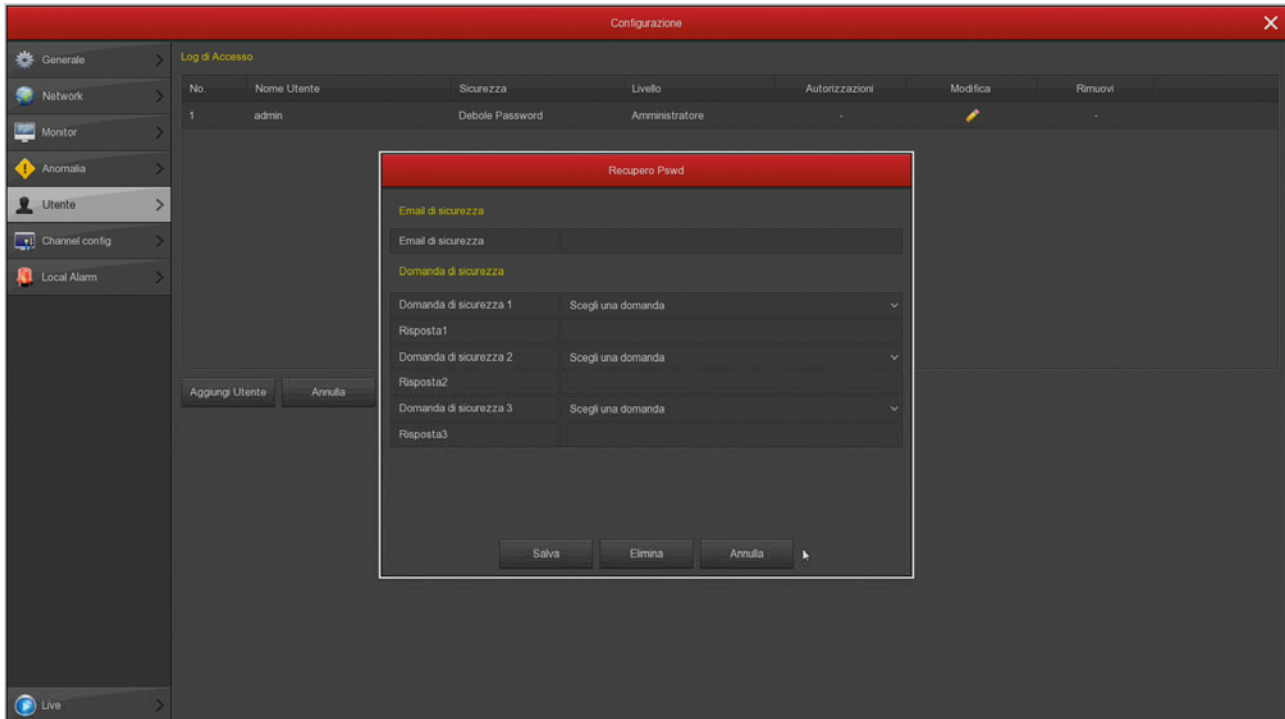 Configurazione
Generale
Network
Monitor
Anomalia
Utente
Channel config
Local Alarm
Live
Log di Accesso
No. Nome Utente Sicurezza Livello Autorizzazioni Modifica Rimuovi
1 admin Debole Password Amministratore - -
Aggiungi Utente Annulla
Recupero Pswd
Email di sicurezza
Email di sicurezza
Domanda di sicurezza
Domanda di sicurezza 1 Scegli una domanda
Risposta1
Domanda di sicurezza 2 Scegli una domanda
Risposta2
Domanda di sicurezza 3 Scegli una domanda
Risposta3
Salva Elimina Annulla